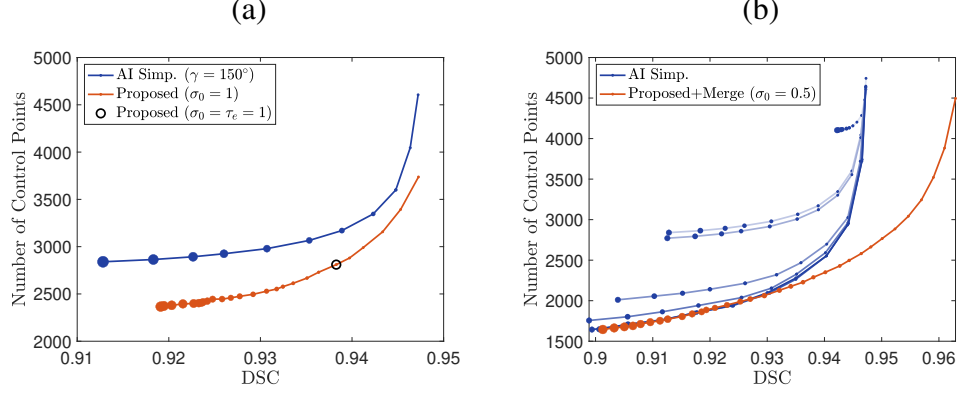 (a)
5000
4500
4000
3500
3000
2500
2000
0.91 0.92 0.93 0.94 0.95
Number of Control Points
DSC
AI Simp. (γ = 150°)
Proposed (σ₀ = 1)
Proposed (σ₀ = τₑ = 1)
(b)
5000
4500
4000
3500
3000
2500
2000
1500
0.9 0.91 0.92 0.93 0.94 0.95 0.96
Number of Control Points
DSC
AI Simp.
Proposed+Merge (σ₀ = 0.5)